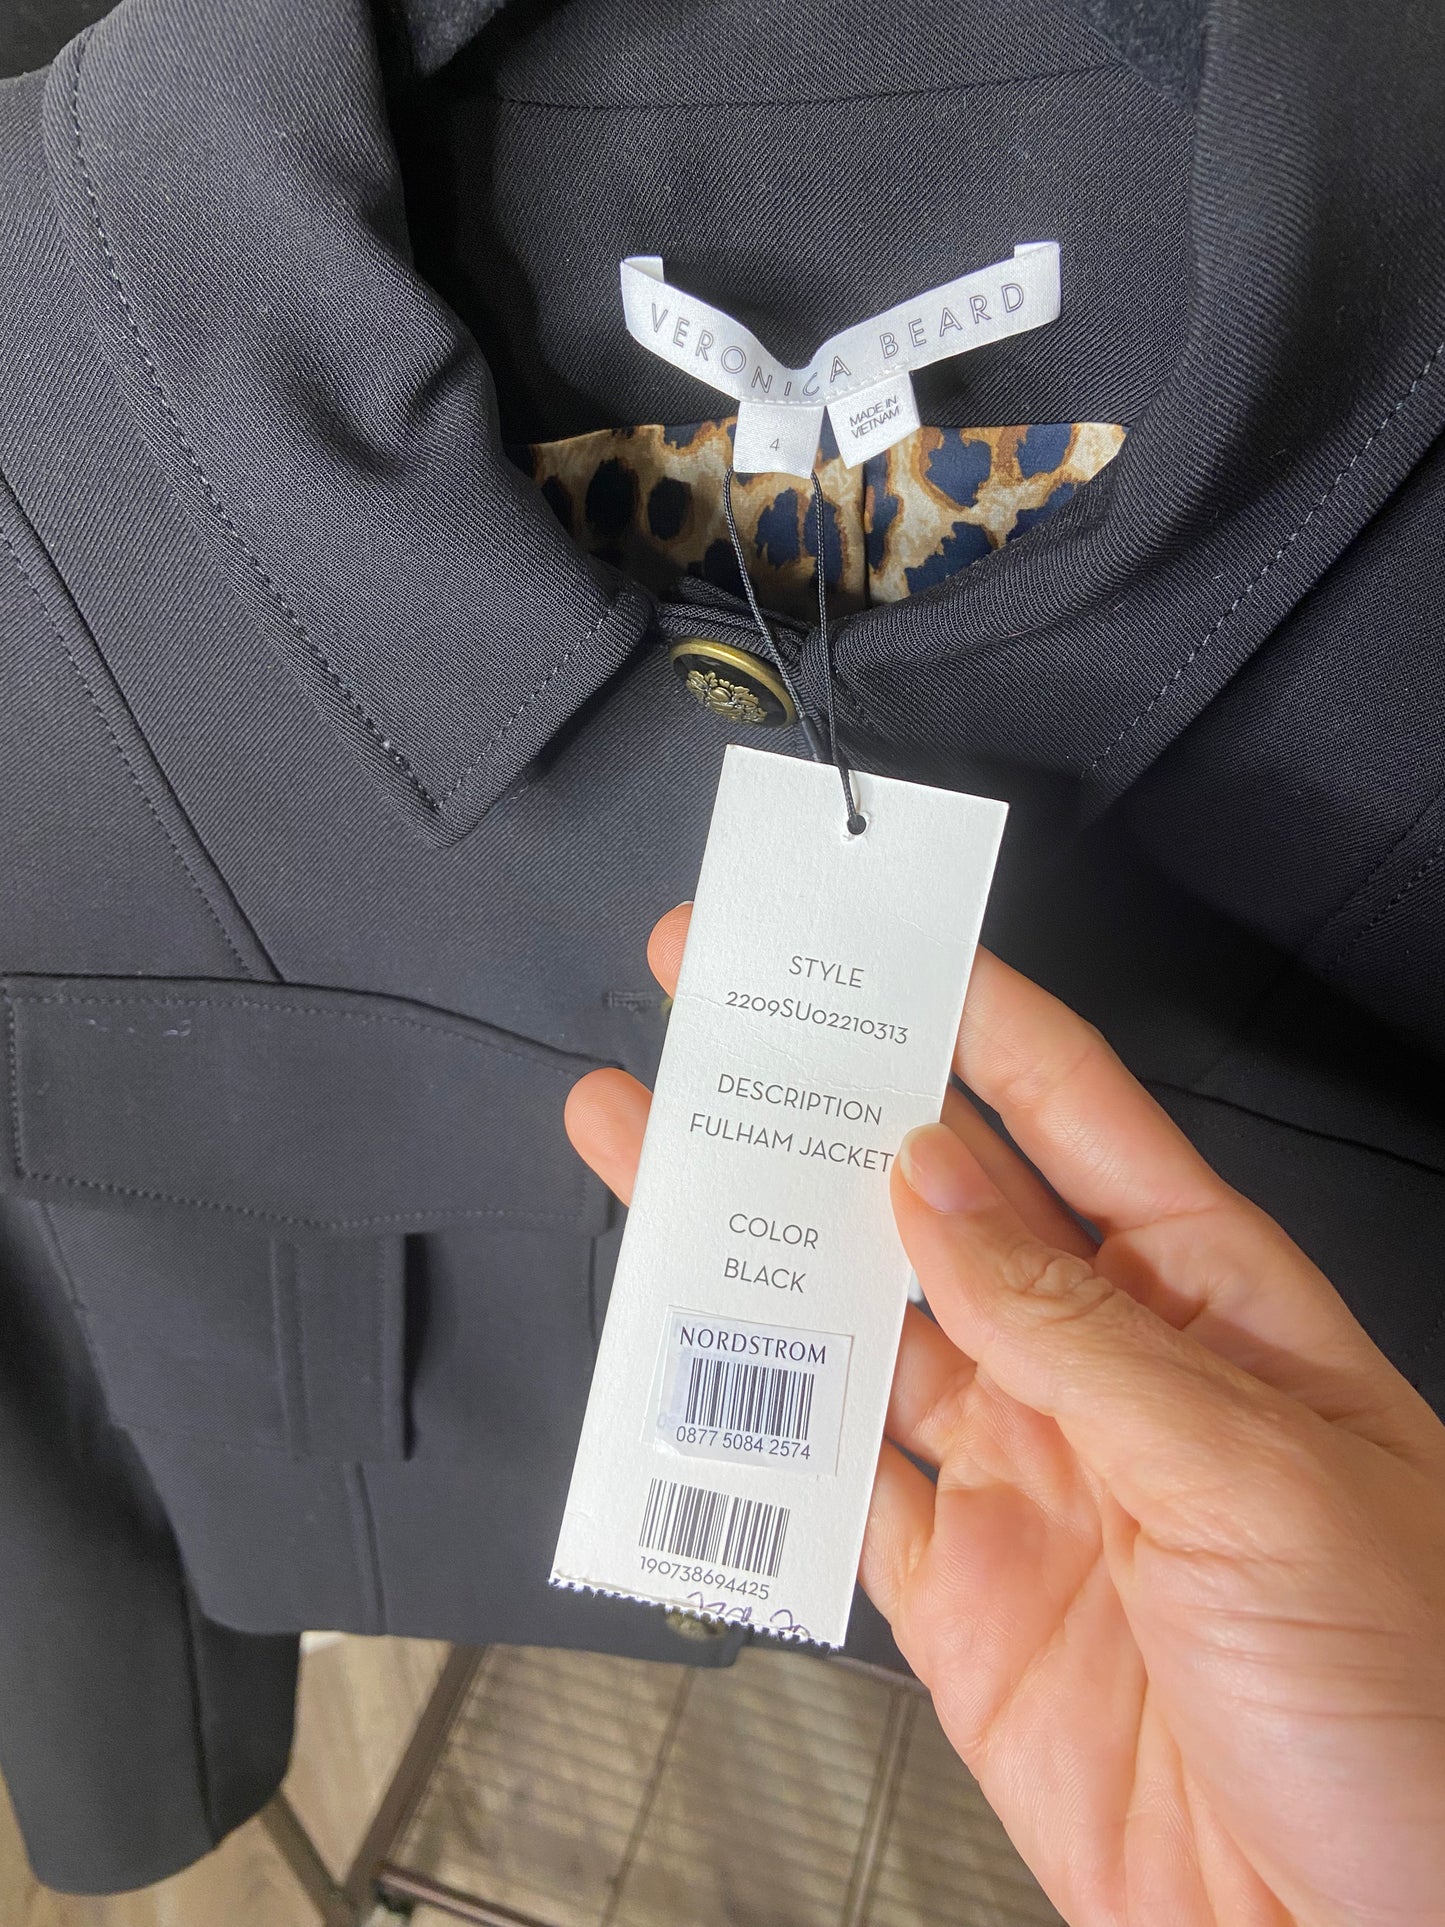 VERONICA BEARD
4
MADE IN
VIETNAM
STYLE
2209SU02210313
DESCRIPTION
FULHAM JACKET
COLOR
BLACK
NORDSTROM
0877 5084 2574
190738694425